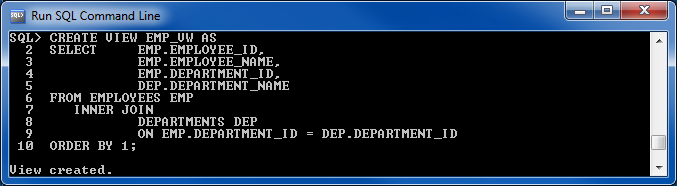 Run SQL Command Line
SQL> CREATE VIEW EMP_VW AS
  2  SELECT     EMP.EMPLOYEE_ID,
  3             EMP.EMPLOYEE_NAME,
  4             EMP.DEPARTMENT_ID,
  5             DEP.DEPARTMENT_NAME
  6  FROM EMPLOYEES EMP
  7     INNER JOIN
  8             DEPARTMENTS DEP
  9             ON EMP.DEPARTMENT_ID = DEP.DEPARTMENT_ID
 10  ORDER BY 1;
View created.